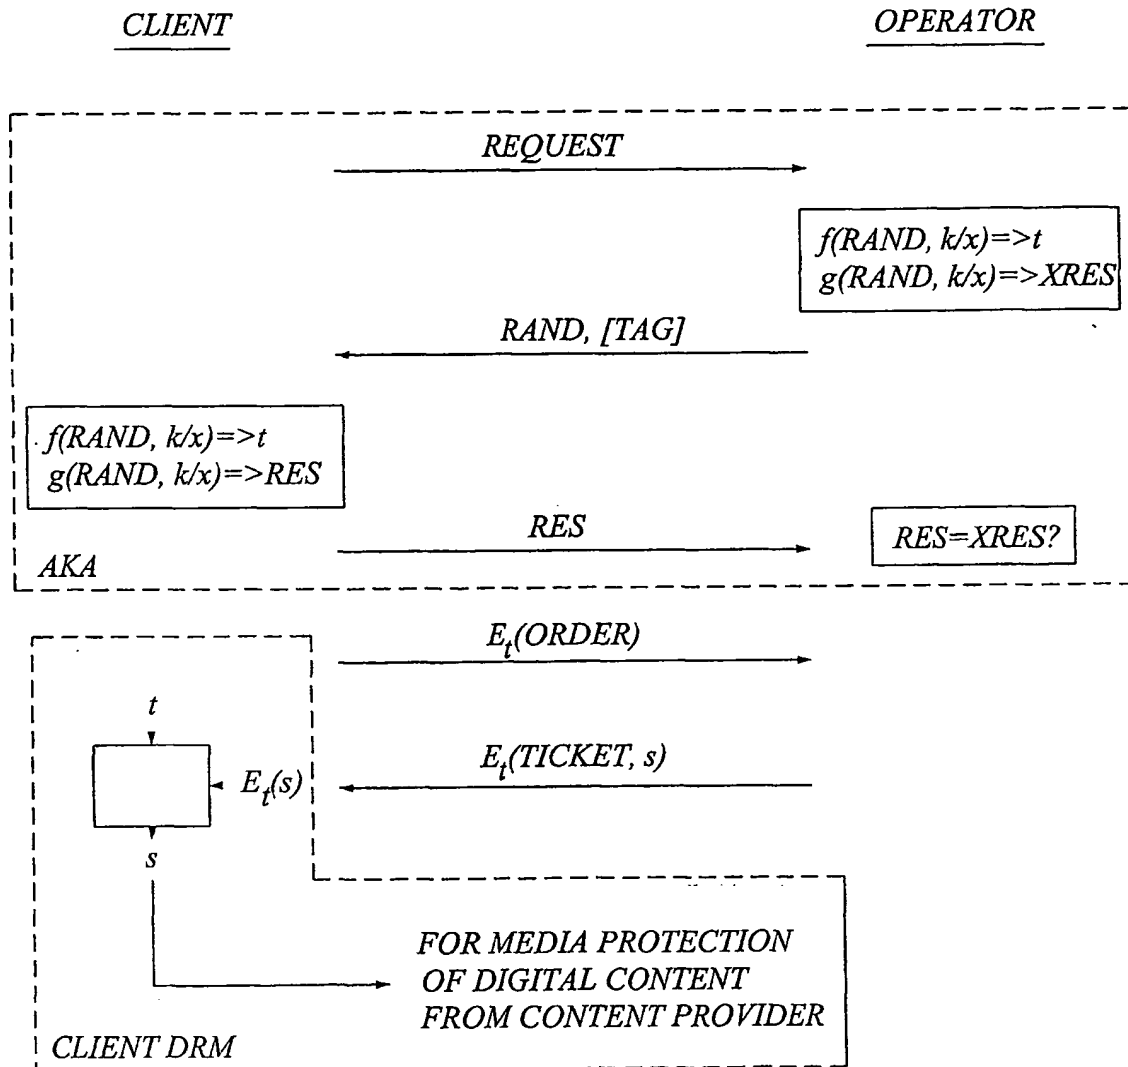 CLIENT
OPERATOR
REQUEST
f(RAND, k/x)=>t
g(RAND, k/x)=>XRES
RAND, [TAG]
f(RAND, k/x)=>t
g(RAND, k/x)=>RES
RES
RES=XRES?
AKA
E_t(ORDER)
t
E_t(TICKET, s)
E_t(s)
s
FOR MEDIA PROTECTION
OF DIGITAL CONTENT
FROM CONTENT PROVIDER
CLIENT DRM